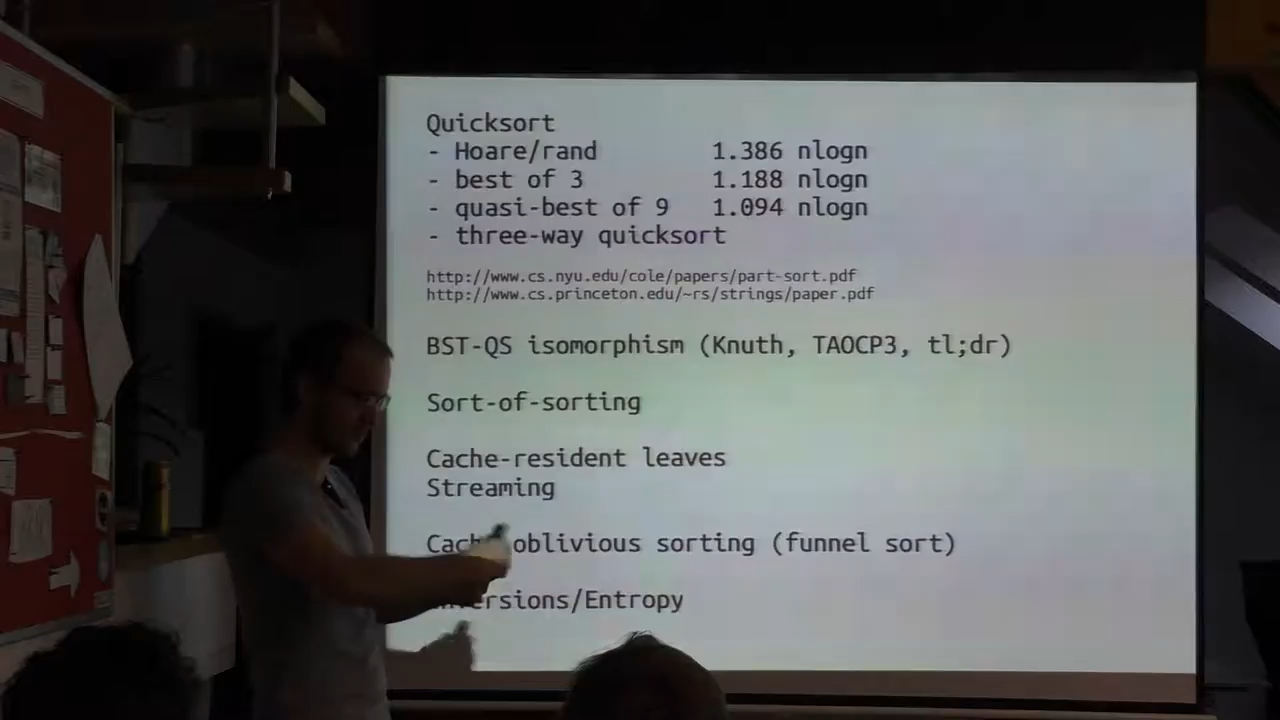 Quicksort
- Hoare/rand 1.386 nlogn
- best of 3 1.188 nlogn
- quasi-best of 9 1.094 nlogn
- three-way quicksort
http://www.cs.nyu.edu/cole/papers/part-sort.pdf
http://www.cs.princeton.edu/~rs/strings/paper.pdf
BST-QS isomorphism (Knuth, TAOCP3, tl;dr)
Sort-of-sorting
Cache-resident leaves
Streaming
oblivious sorting (funnel sort)
Entropy